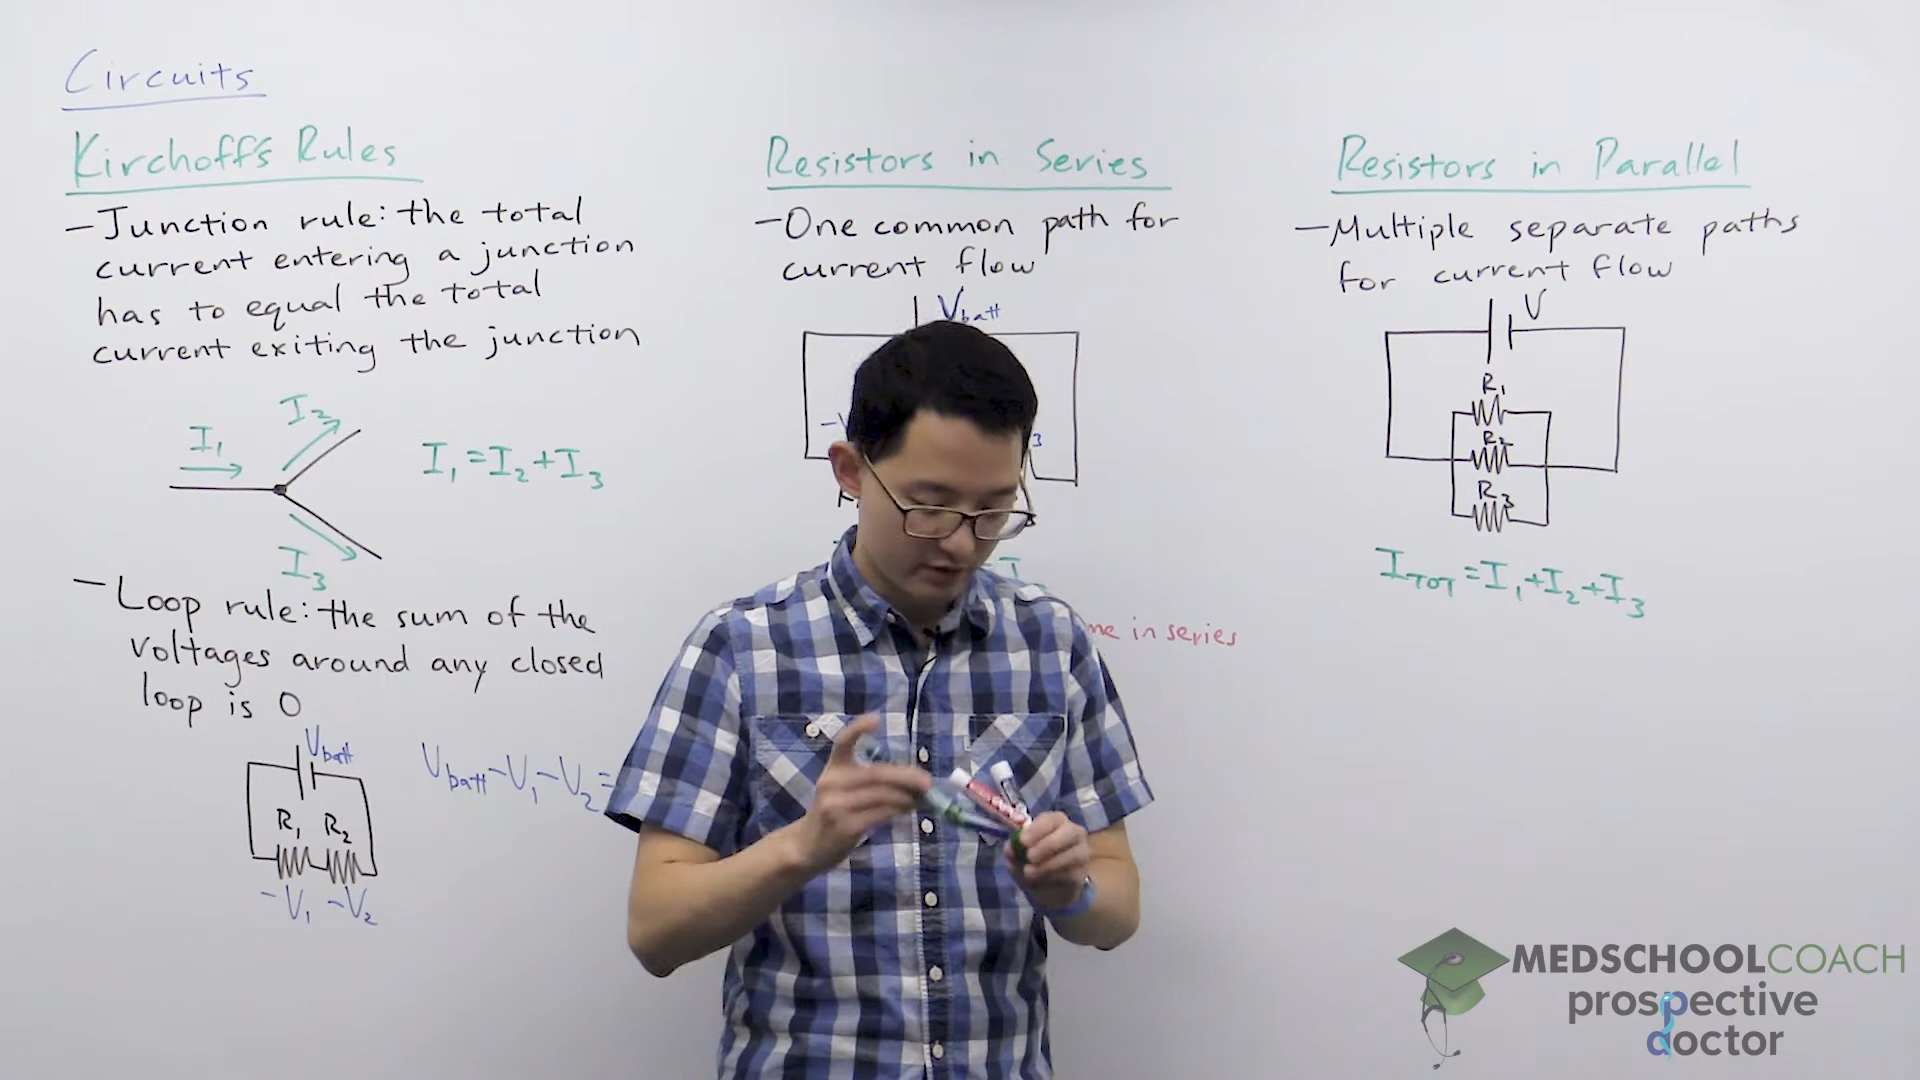 Circuits
Kirchoff's Rules
- Junction rule: the total
current entering a junction
has to equal the total
current exiting the junction
I1
I2
I3
I1 = I2 + I3
- Loop rule: the sum of the
voltages around any closed
loop is 0
Vbatt
R1 R2
-V1 -V2
Vbatt - V1 - V2 =
Resistors in Series
- One common path for
current flow
Vbatt
3
in series
Resistors in Parallel
- Multiple separate paths
for current flow
V
R1
R2
R3
ITOT = I1 + I2 + I3
MEDSCHOOLCOACH
prospective
doctor